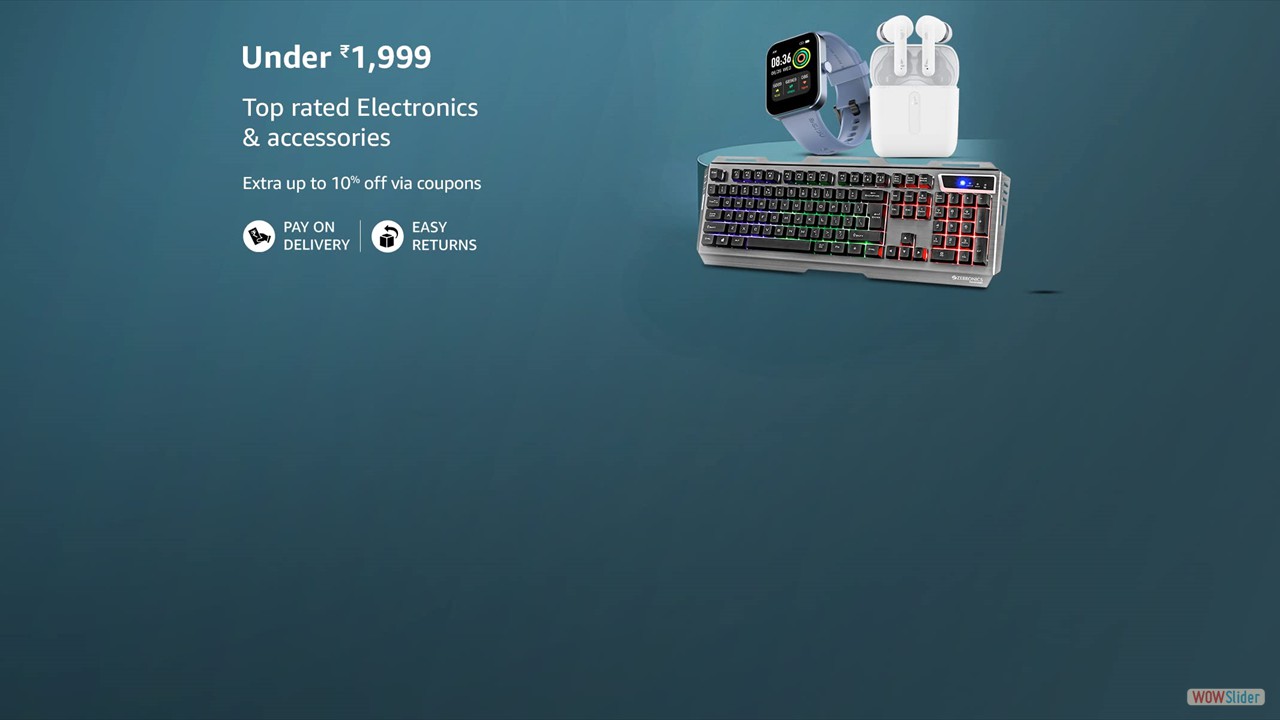 Under ₹1,999
Top rated Electronics
& accessories
Extra up to 10% off via coupons
PAY ON
DELIVERY
EASY
RETURNS
08:36
ZEBRONICS
WOWSlider